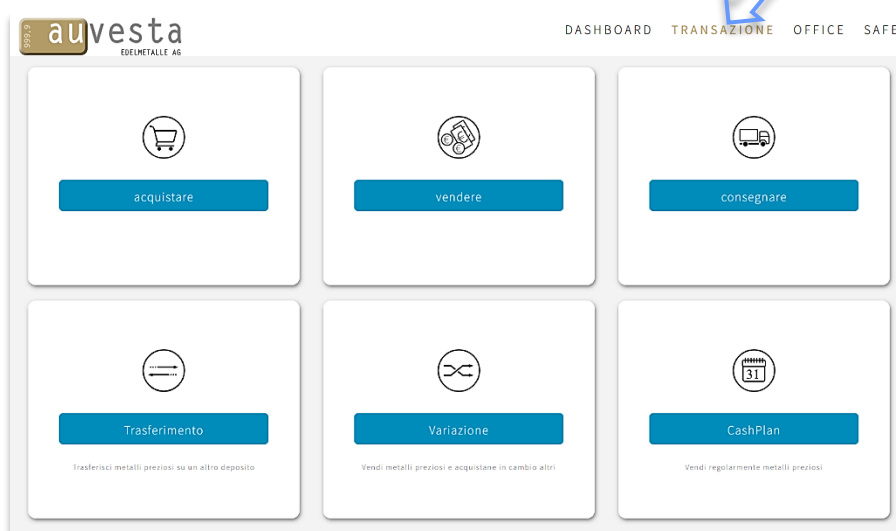 999.9
auvesta
EDELMETALLE AG
DASHBOARD TRANSAZIONE OFFICE SAFE
acquistare
vendere
consegnare
31
Trasferimento
Variazione
CashPlan
Trasferisci metalli preziosi su un altro deposito
Vendi metalli preziosi e acquistane in cambio altri
Vendi regolarmente metalli preziosi